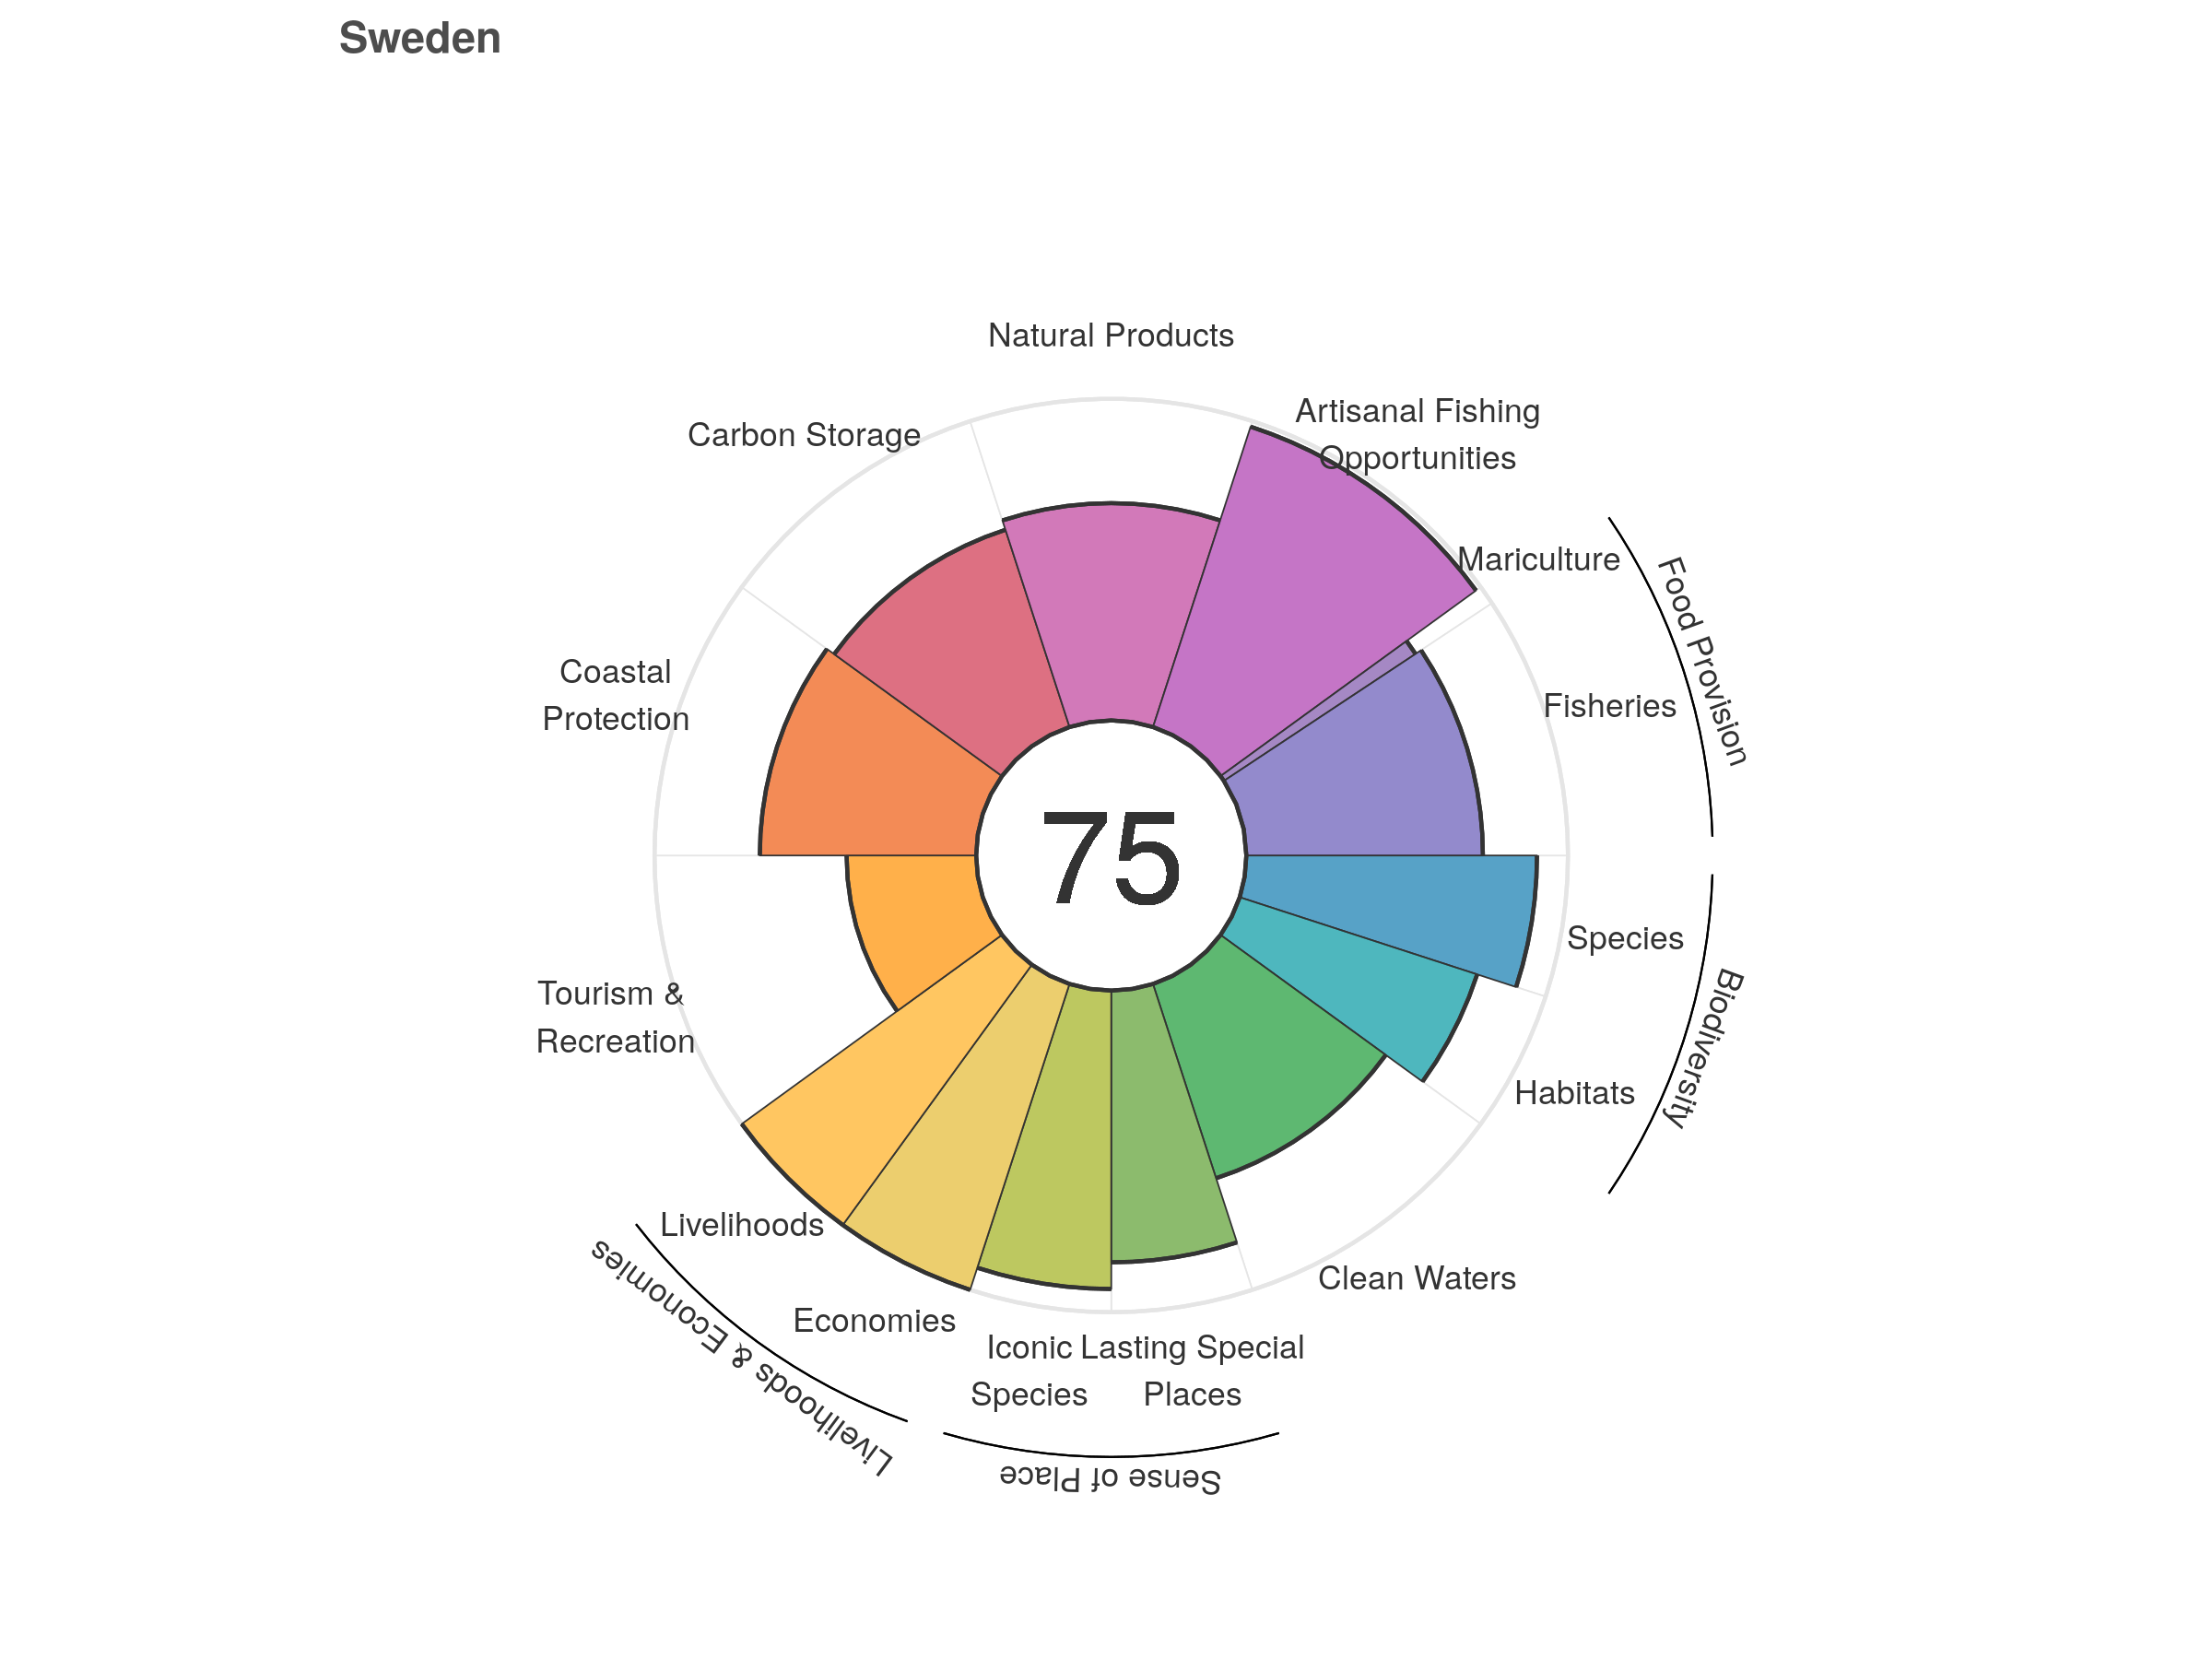 Sweden
Natural Products
Artisanal Fishing
Opportunities
Carbon Storage
Mariculture
Food Provision
Coastal
Protection
Fisheries
75
Species
Biodiversity
Tourism &
Recreation
Habitats
Livelihoods
Clean Waters
Economies
Livelihoods & Economies
Iconic
Species
Lasting Special
Places
Sense of Place